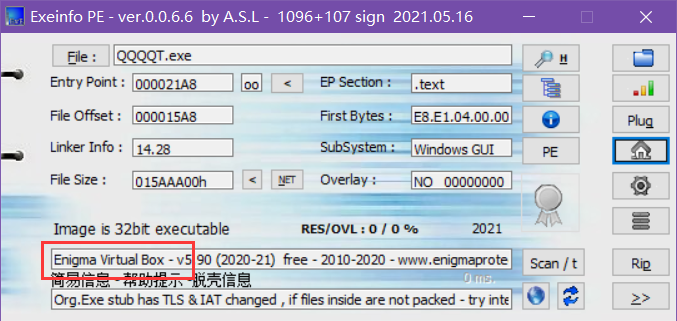 Exeinfo PE - ver.0.0.6.6 by A.S.L - 1096+107 sign 2021.05.16
File : QQQQT.exe H
Entry Point : 000021A8 oo < EP Section : .text
File Offset : 000015A8 First Bytes : E8.E1.04.00.00 Plug
Linker Info : 14.28 SubSystem : Windows GUI PE
File Size : 015AAA00h < NET Overlay : NO 00000000
Image is 32bit executable RES/OVL : 0 / 0 % 2021
Enigma Virtual Box - v5.90 (2020-21) free - 2010-2020 - www.enigmaprote Scan / t Rip
简易信息 - 帮助提示 - 脱壳信息 0 ms.
Org.Exe stub has TLS & IAT changed , if files inside are not packed - try inte >>